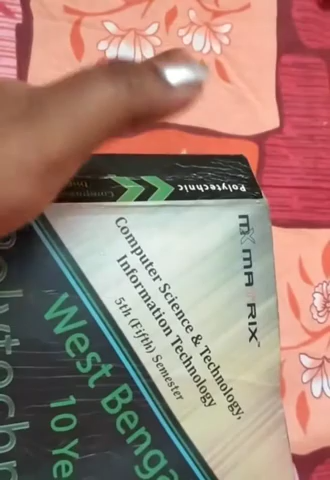 Polytechnic
MATRIX
Computer Science & Technology,
Information Technology
5th (Fifth) Semester
West Benga
10 Ye